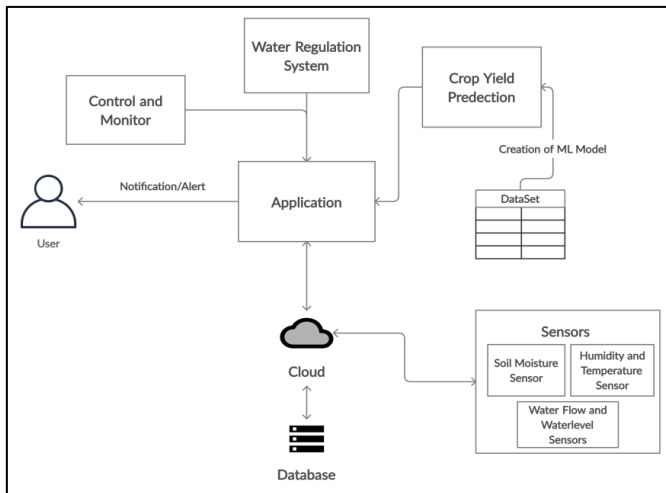 Water Regulation
System
Control and
Monitor
Crop Yield
Predection
Creation of ML Model
Notification/Alert
Application
DataSet
User
Cloud
Sensors
Soil Moisture
Sensor
Humidity and
Temperature
Sensor
Water Flow and
Waterlevel
Sensors
Database